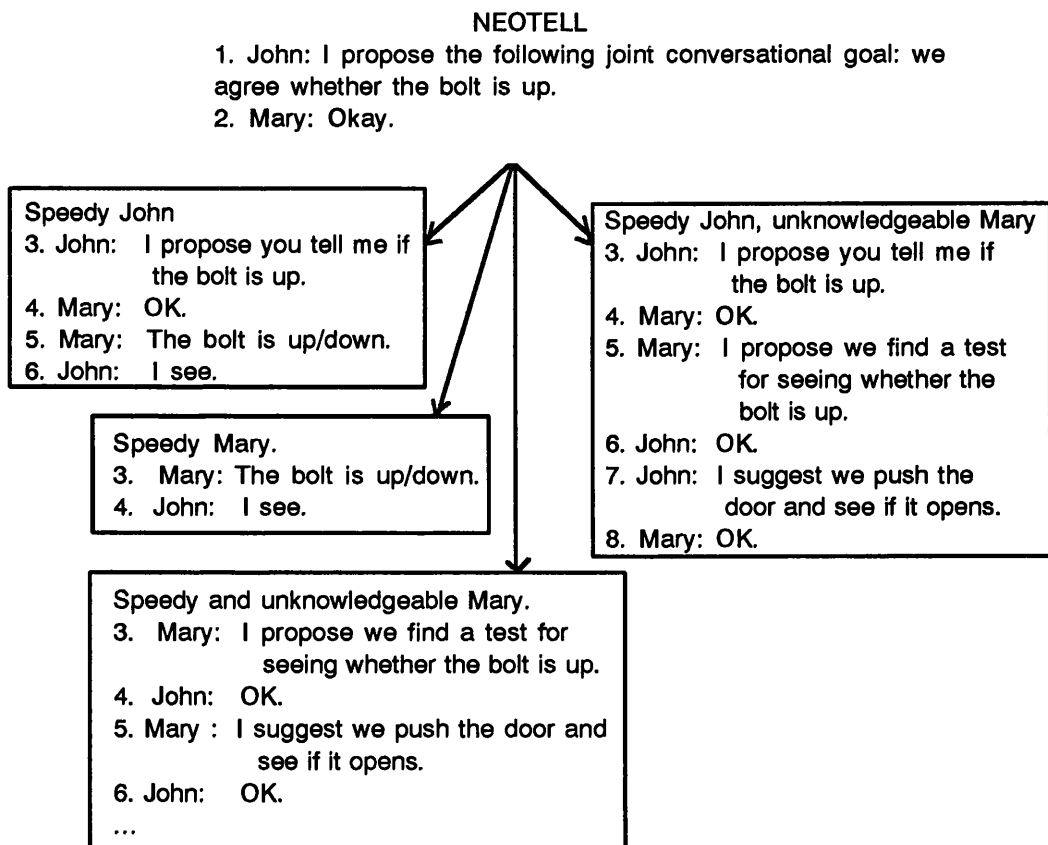 NEOTELL
1. John: I propose the following joint conversational goal: we
agree whether the bolt is up.
2. Mary: Okay.
Speedy John
3. John: I propose you tell me if
the bolt is up.
4. Mary: OK.
5. Mary: The bolt is up/down.
6. John: I see.
Speedy Mary.
3. Mary: The bolt is up/down.
4. John: I see.
Speedy John, unknowledgeable Mary
3. John: I propose you tell me if
the bolt is up.
4. Mary: OK.
5. Mary: I propose we find a test
for seeing whether the
bolt is up.
6. John: OK.
7. John: I suggest we push the
door and see if it opens.
8. Mary: OK.
Speedy and unknowledgeable Mary.
3. Mary: I propose we find a test for
seeing whether the bolt is up.
4. John: OK.
5. Mary : I suggest we push the door and
see if it opens.
6. John: OK.
...